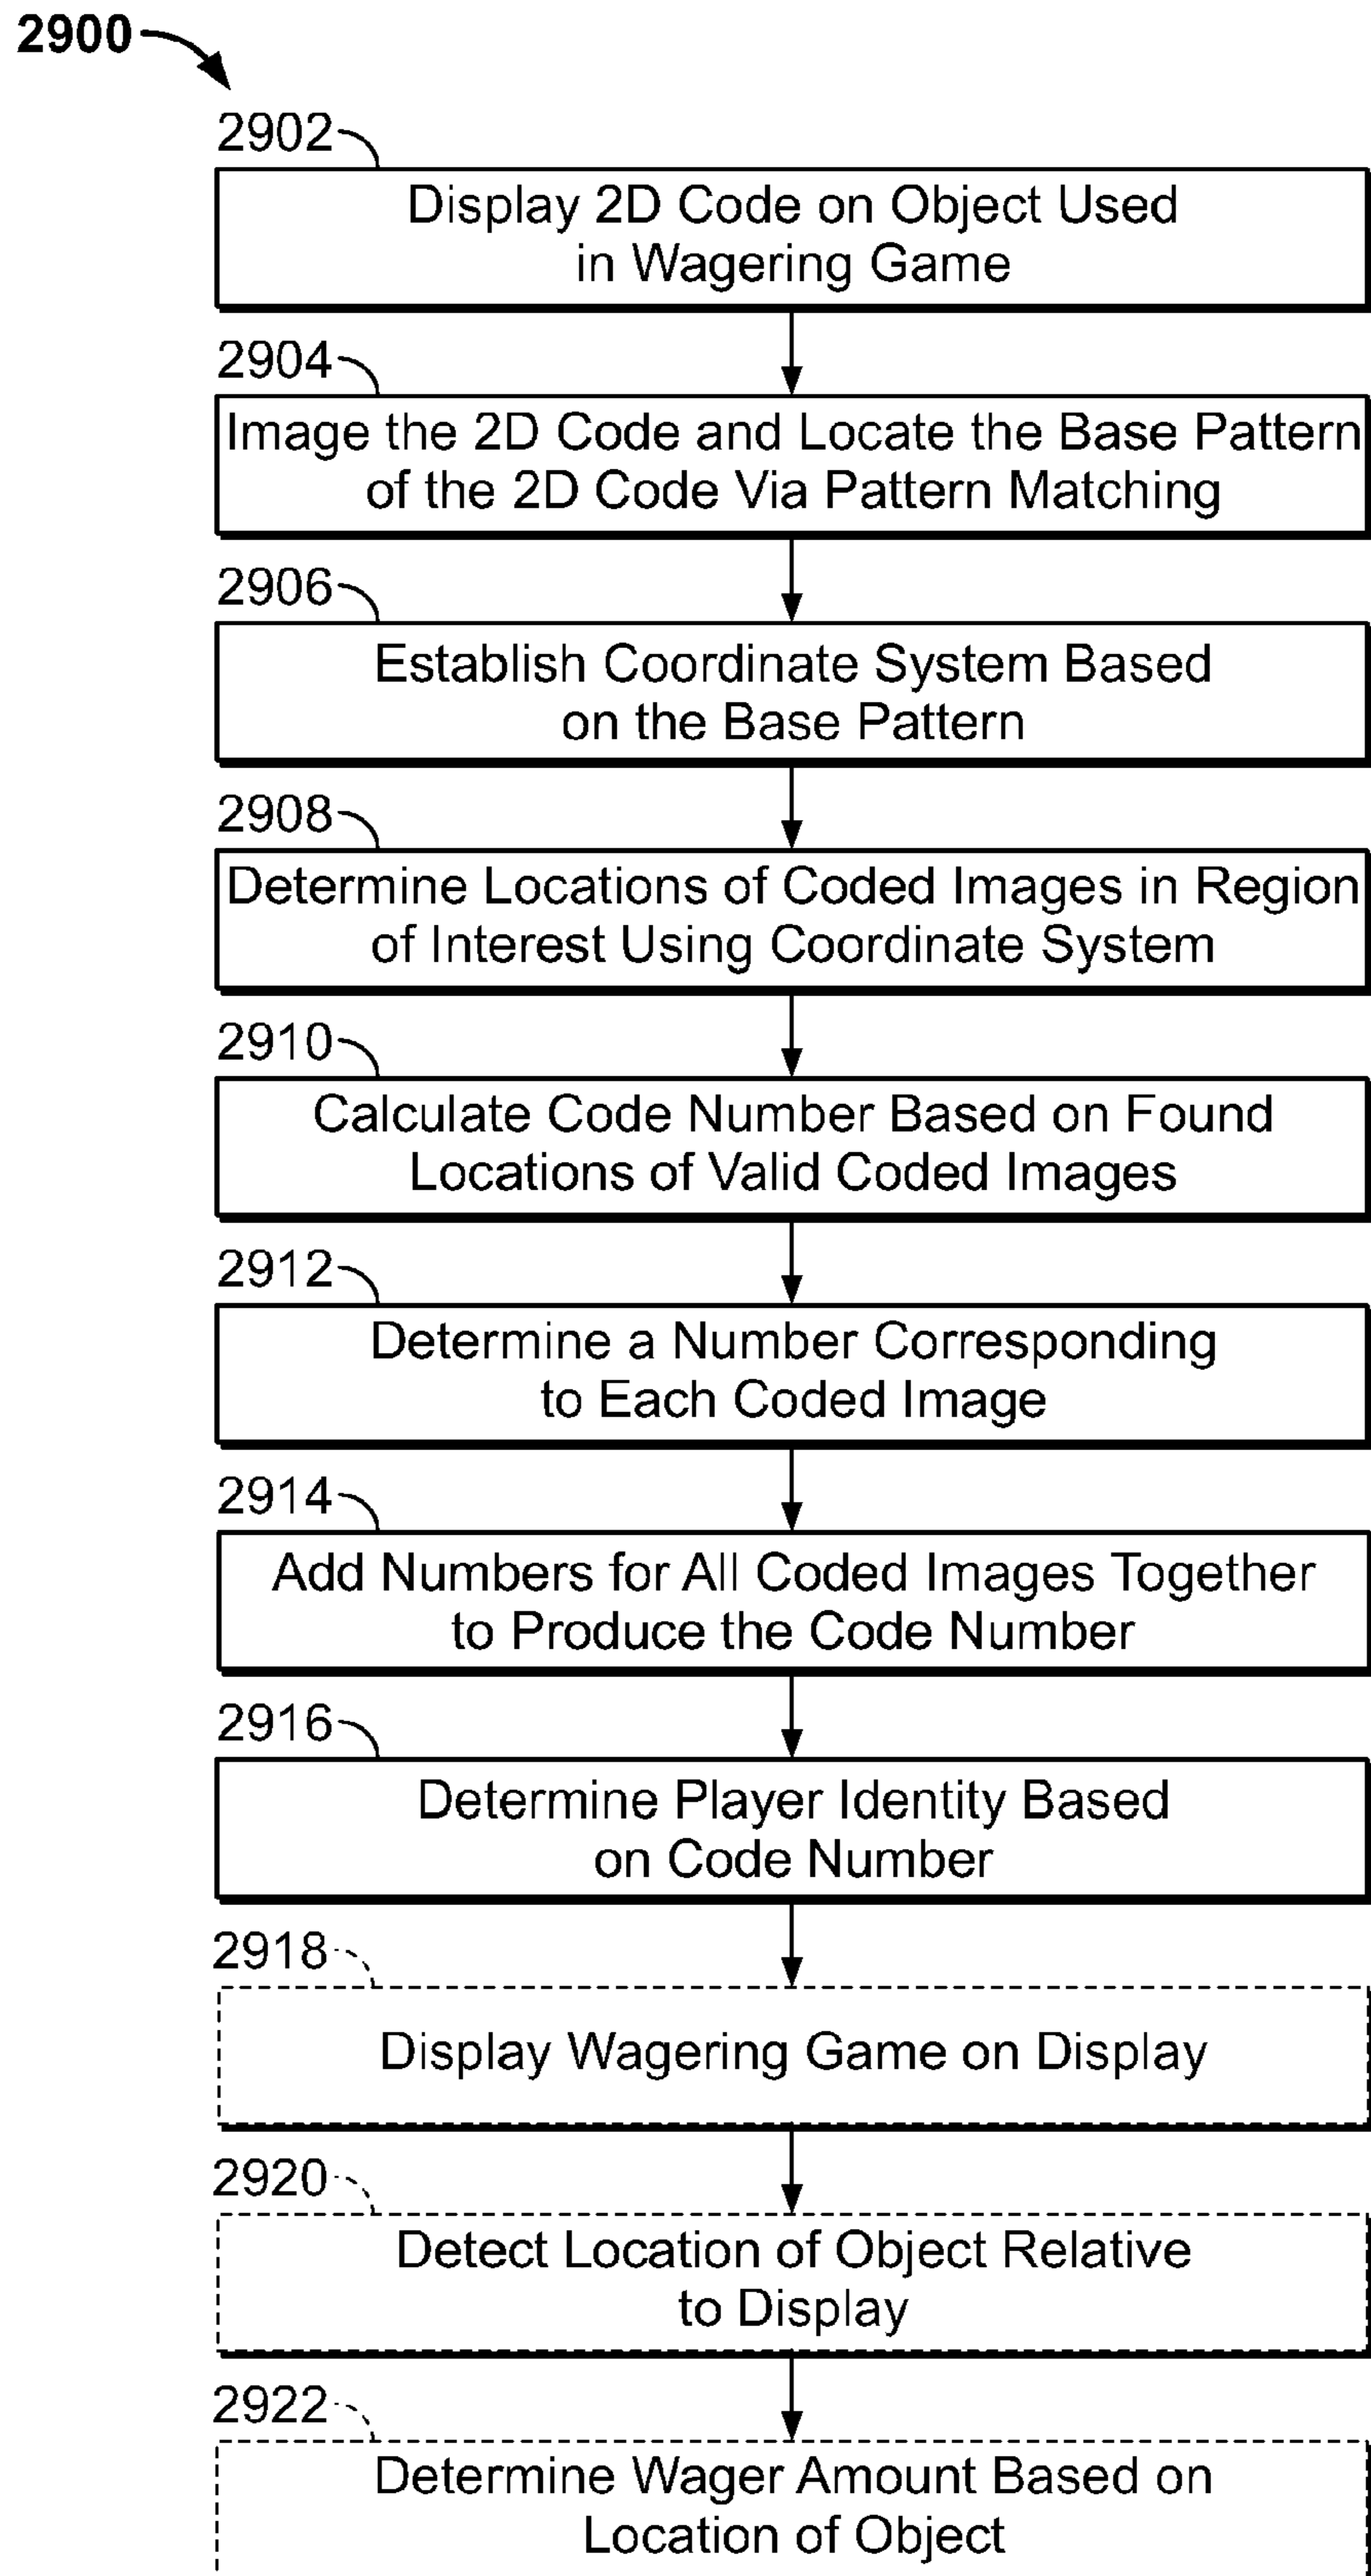 2900
2902
Display 2D Code on Object Used
in Wagering Game
2904
Image the 2D Code and Locate the Base Pattern
of the 2D Code Via Pattern Matching
2906
Establish Coordinate System Based
on the Base Pattern
2908
Determine Locations of Coded Images in Region
of Interest Using Coordinate System
2910
Calculate Code Number Based on Found
Locations of Valid Coded Images
2912
Determine a Number Corresponding
to Each Coded Image
2914
Add Numbers for All Coded Images Together
to Produce the Code Number
2916
Determine Player Identity Based
on Code Number
2918
Display Wagering Game on Display
2920
Detect Location of Object Relative
to Display
2922
Determine Wager Amount Based on
Location of Object